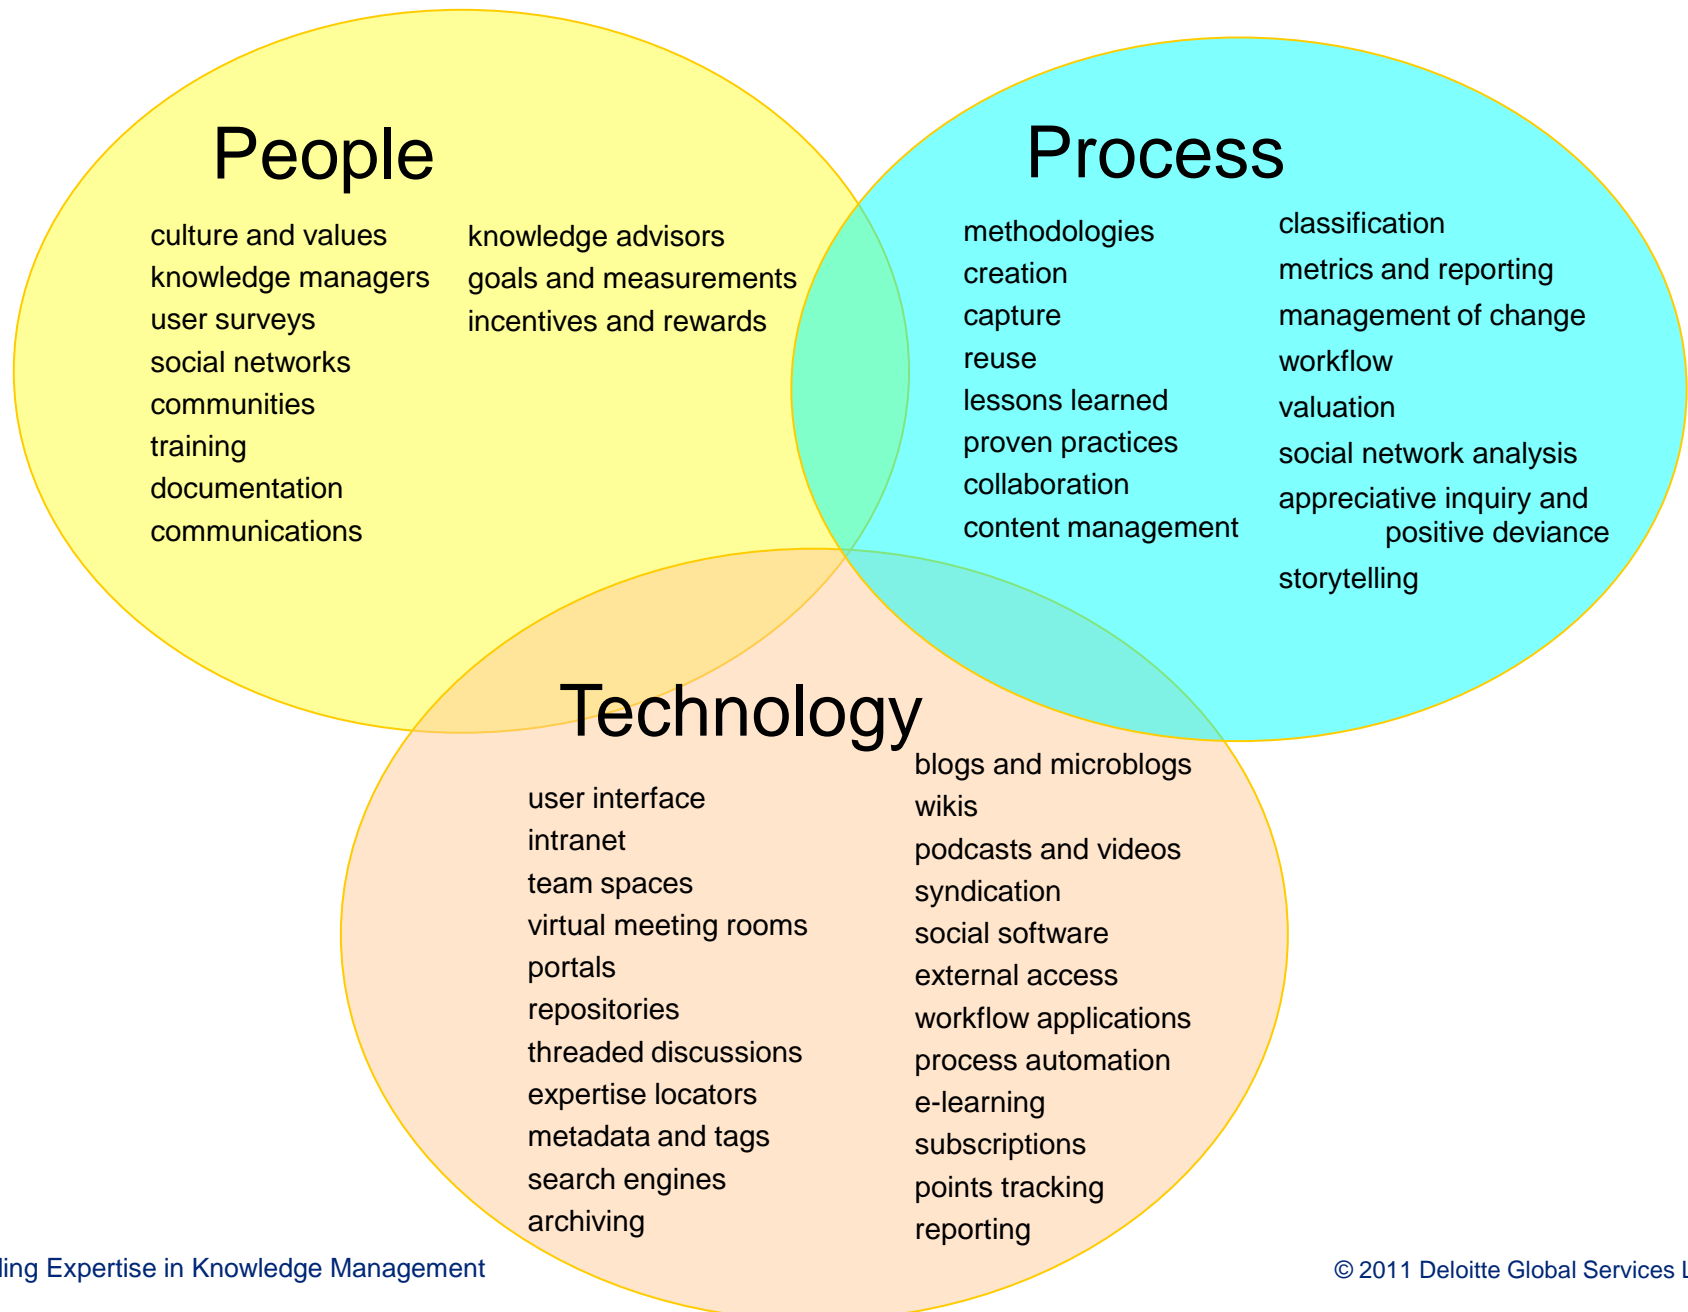 People
culture and values
knowledge managers
user surveys
social networks
communities
training
documentation
communications
knowledge advisors
goals and measurements
incentives and rewards
Process
methodologies
creation
capture
reuse
lessons learned
proven practices
collaboration
content management
classification
metrics and reporting
management of change
workflow
valuation
social network analysis
appreciative inquiry and
positive deviance
storytelling
Technology
user interface
intranet
team spaces
virtual meeting rooms
portals
repositories
threaded discussions
expertise locators
metadata and tags
search engines
archiving
blogs and microblogs
wikis
podcasts and videos
syndication
social software
external access
workflow applications
process automation
e-learning
subscriptions
points tracking
reporting
Expertise in Knowledge Management
© 2011 Deloitte Global Services